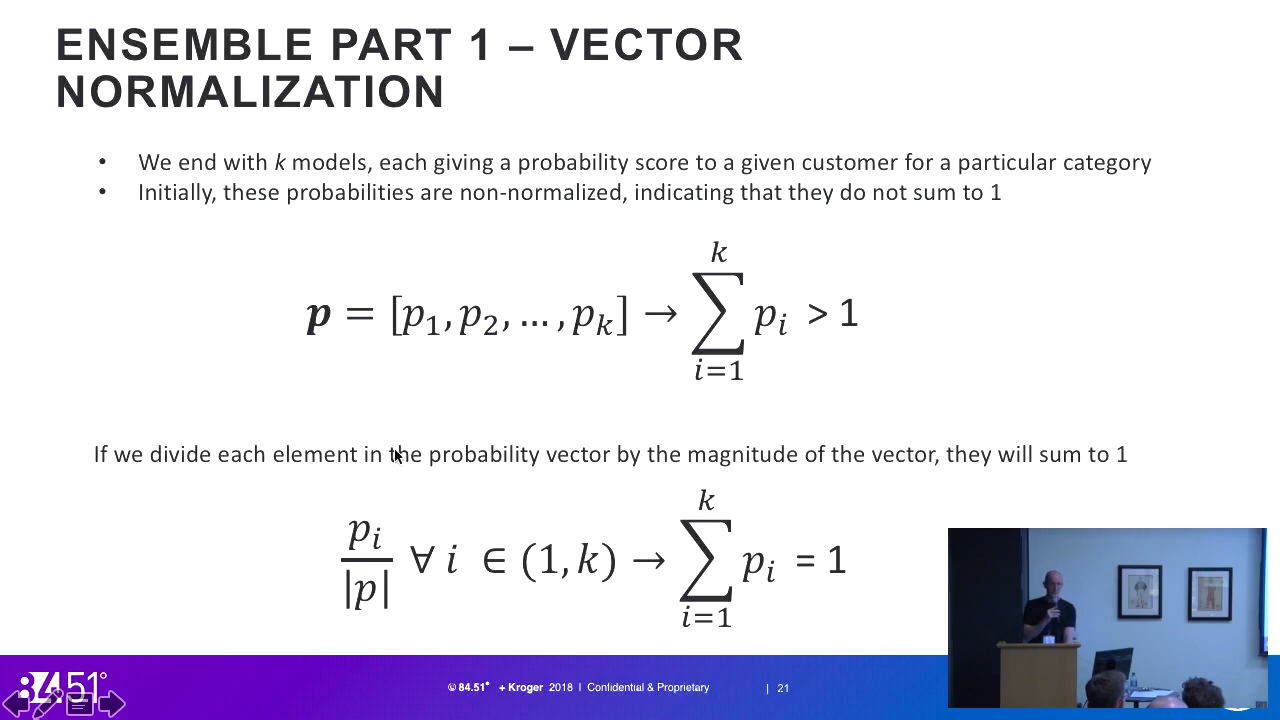 ENSEMBLE PART 1 – VECTOR
NORMALIZATION
• We end with k models, each giving a probability score to a given customer for a particular category
• Initially, these probabilities are non-normalized, indicating that they do not sum to 1
𝒑 = [p₁, p₂, … , pₖ] → ∑ᵢ₌₁ᵏ pᵢ > 1
If we divide each element in the probability vector by the magnitude of the vector, they will sum to 1
pᵢ/|p| ∀ i ∈ (1, k) → ∑ᵢ₌₁ᵏ pᵢ = 1
84.51°
© 84.51° + Kroger 2018 | Confidential & Proprietary | 21